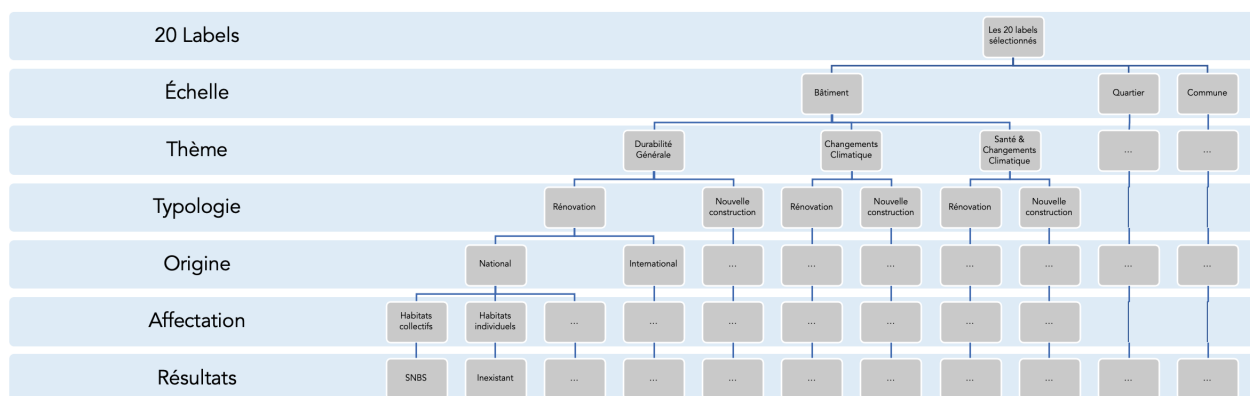 20 Labels
Les 20 labels
sélectionnés
Échelle
Bâtiment
Quartier
Commune
Thème
Durabilité
Générale
Changements
Climatique
Santé &
Changements
Climatique
...
...
Typologie
Rénovation
Nouvelle
construction
Rénovation
Nouvelle
construction
Rénovation
Nouvelle
construction
Origine
National
International
...
...
...
...
...
...
...
Affectation
Habitats
collectifs
Habitats
individuels
...
...
...
...
...
...
...
Résultats
SNBS
Inexistant
...
...
...
...
...
...
...
...
...